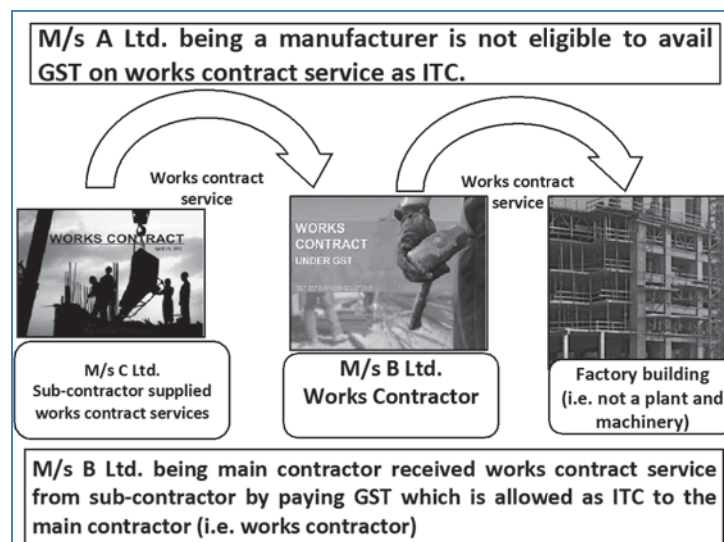 M/s A Ltd. being a manufacturer is not eligible to avail
GST on works contract service as ITC.
Works contract
service
Works contract
service
WORKS CONTRACT
WORKS
CONTRACT
UNDER GST
M/s C Ltd.
Sub-contractor supplied
works contract services
M/s B Ltd.
Works Contractor
Factory building
(i.e. not a plant and
machinery)
M/s B Ltd. being main contractor received works contract service
from sub-contractor by paying GST which is allowed as ITC to the
main contractor (i.e. works contractor)